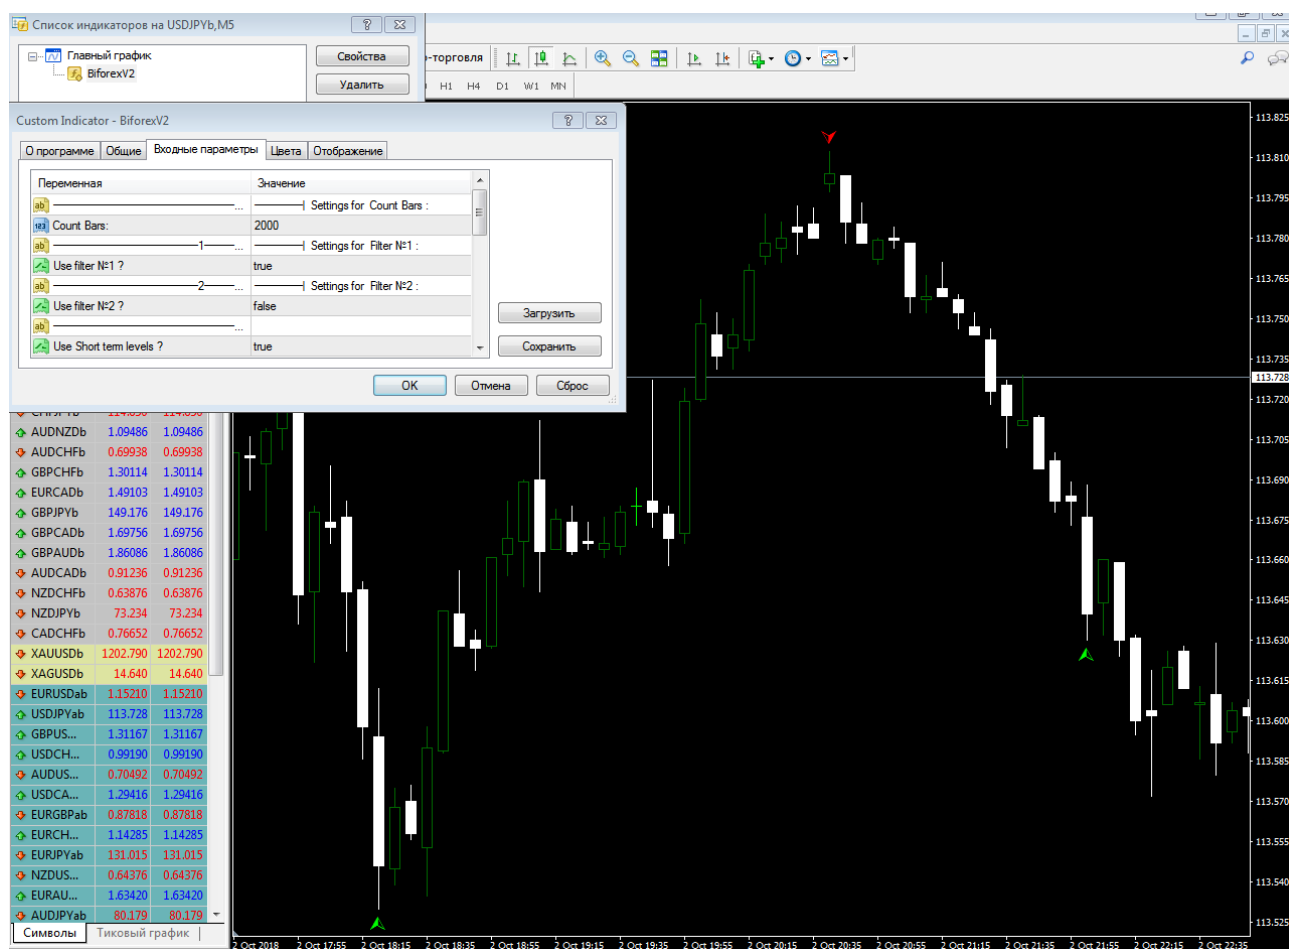 Список индикаторов на USDJPYb,M5
Главный график
BiforexV2
Свойства
Удалить
-торговля
H1 H4 D1 W1 MN
Custom Indicator - BiforexV2
О программе Общие Входные параметры Цвета Отображение
Переменная Значение
ab ... Settings for Count Bars :
123 Count Bars: 2000
ab 1 ... Settings for Filter №1 :
Use filter №1 ? true
ab 2 ... Settings for Filter №2 :
Use filter №2 ? false
ab ...
Use Short term levels ? true
Загрузить
Сохранить
OK Отмена Сброс
AUDNZDb 1.09486 1.09486
AUDCHFb 0.69938 0.69938
GBPCHFb 1.30114 1.30114
EURCADb 1.49103 1.49103
GBPJPYb 149.176 149.176
GBPCADb 1.69756 1.69756
GBPAUDb 1.86086 1.86086
AUDCADb 0.91236 0.91236
NZDCHFb 0.63876 0.63876
NZDJPYb 73.234 73.234
CADCHFb 0.76652 0.76652
XAUUSDb 1202.790 1202.790
XAGUSDb 14.640 14.640
EURUSDab 1.15210 1.15210
USDJPYab 113.728 113.728
GBPUS... 1.31167 1.31167
USDCH... 0.99190 0.99190
AUDUS... 0.70492 0.70492
USDCA... 1.29416 1.29416
EURGBPab 0.87818 0.87818
EURCH... 1.14285 1.14285
EURJPYab 131.015 131.015
NZDUS... 0.64376 0.64376
EURAU... 1.63420 1.63420
AUDJPYab 80.179 80.179
Символы Тиковый график
113.825
113.810
113.795
113.780
113.765
113.750
113.735
113.728
113.720
113.705
113.690
113.675
113.660
113.645
113.630
113.615
113.600
113.585
113.570
113.555
113.540
113.525
2 Oct 2018 2 Oct 17:55 2 Oct 18:15 2 Oct 18:35 2 Oct 18:55 2 Oct 19:15 2 Oct 19:35 2 Oct 19:55 2 Oct 20:15 2 Oct 20:35 2 Oct 20:55 2 Oct 21:15 2 Oct 21:35 2 Oct 21:55 2 Oct 22:15 2 Oct 22:35